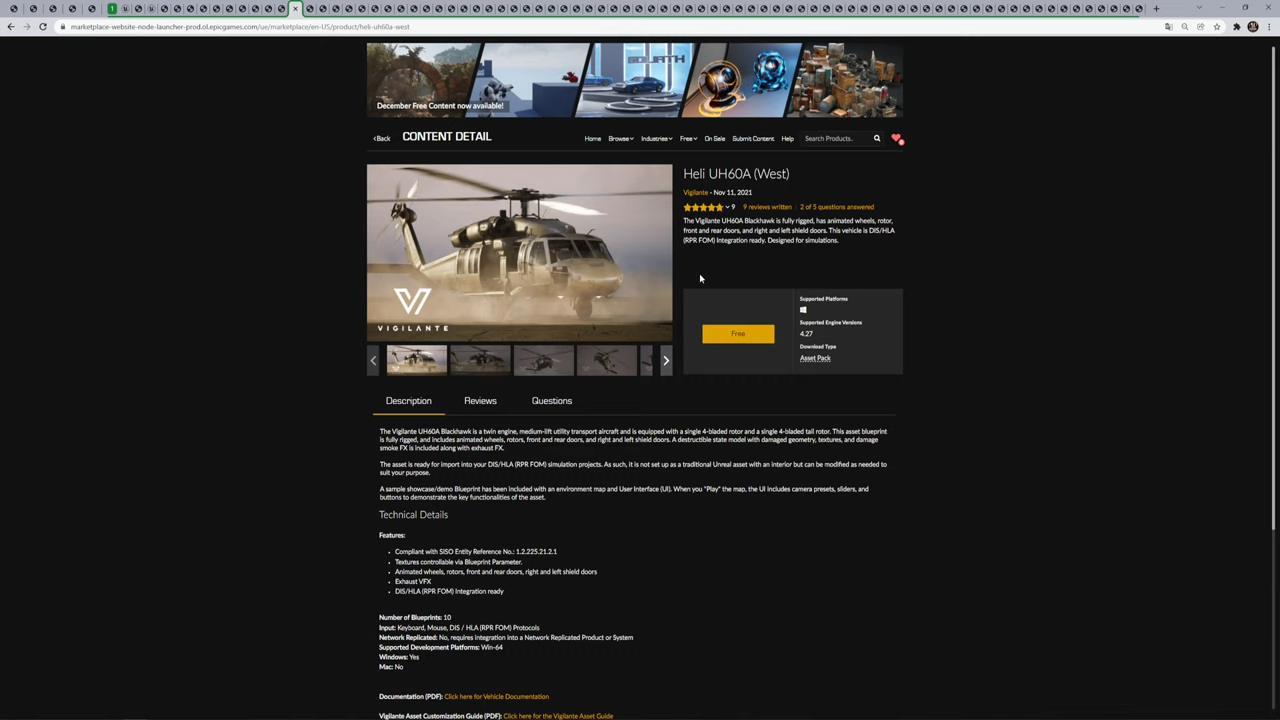 1
marketplace-website-node-launcher-prod.ol.epicgames.com/ue/marketplace/en-US/product/heli-uh60a-west
GOLIATH
December Free Content now available!
<Back
CONTENT DETAIL
Home
Browse
Industries
Free
On Sale
Submit Content
Help
Search Products..
Heli UH60A (West)
Vigilante - Nov 11, 2021
9
9 reviews written
2 of 5 questions answered
The Vigilante UH60A Blackhawk is fully rigged, has animated wheels, rotor,
front and rear doors, and right and left shield doors. This vehicle is DIS/HLA
(RPR FOM) Integration ready. Designed for simulations.
VIGILANTE
Free
Supported Platforms
Supported Engine Versions
4.27
Download Type
Asset Pack
Description
Reviews
Questions
The Vigilante UH60A Blackhawk is a twin engine, medium-lift utility transport aircraft and is equipped with a single 4-bladed rotor and a single 4-bladed tail rotor. This asset blueprint
is fully rigged, and includes animated wheels, rotors, front and rear doors, and right and left shield doors. A destructible state model with damaged geometry, textures, and damage
smoke FX is included along with exhaust FX.
The asset is ready for import into your DIS/HLA (RPR FOM) simulation projects. As such, it is not set up as a traditional Unreal asset with an interior but can be modified as needed to
suit your purpose.
A sample showcase/demo Blueprint has been included with an environment map and User Interface (UI). When you "Play" the map, the UI includes camera presets, sliders, and
buttons to demonstrate the key functionalities of the asset.
Technical Details
Features:
Compliant with SISO Entity Reference No.: 1.2.225.21.2.1
Textures controllable via Blueprint Parameter.
Animated wheels, rotors, front and rear doors, right and left shield doors
Exhaust VFX
DIS/HLA (RPR FOM) Integration ready
Number of Blueprints: 10
Input: Keyboard, Mouse, DIS / HLA (RPR FOM) Protocols
Network Replicated: No, requires integration into a Network Replicated Product or System
Supported Development Platforms: Win-64
Windows: Yes
Mac: No
Documentation (PDF): Click here for Vehicle Documentation
Vigilante Asset Customization Guide (PDF): Click here for the Vigilante Asset Guide